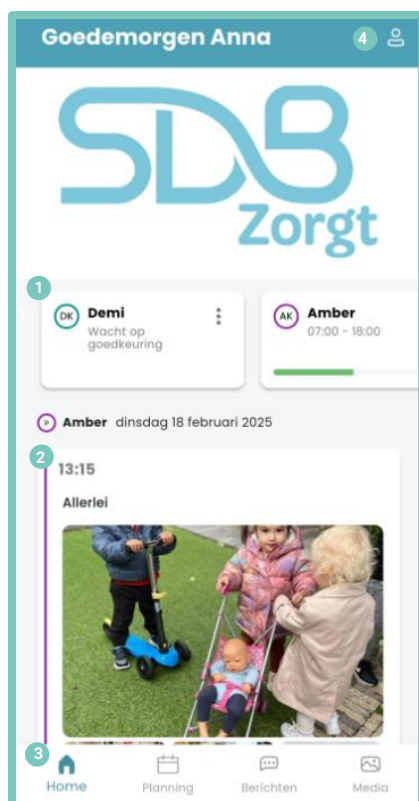 Goedemorgen Anna
4
SDB
Zorgt
1
DK
Demi
Wacht op
goedkeuring
AK
Amber
07:00 - 18:00
P
Amber dinsdag 18 februari 2025
2
13:15
Allerlei
3
Home
Planning
Berichten
Media